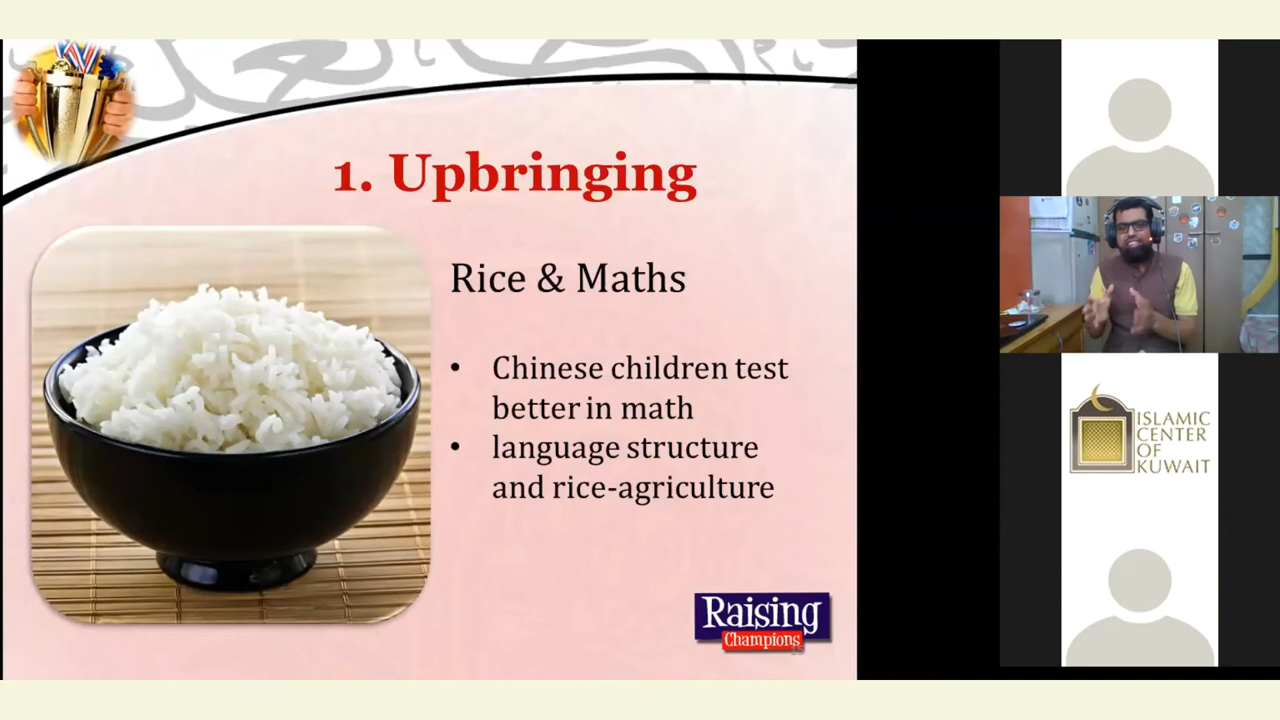 1. Upbringing
Rice & Maths
• Chinese children test
better in math
• language structure
and rice-agriculture
Raising
Champions
ISLAMIC
CENTER
OF
KUWAIT